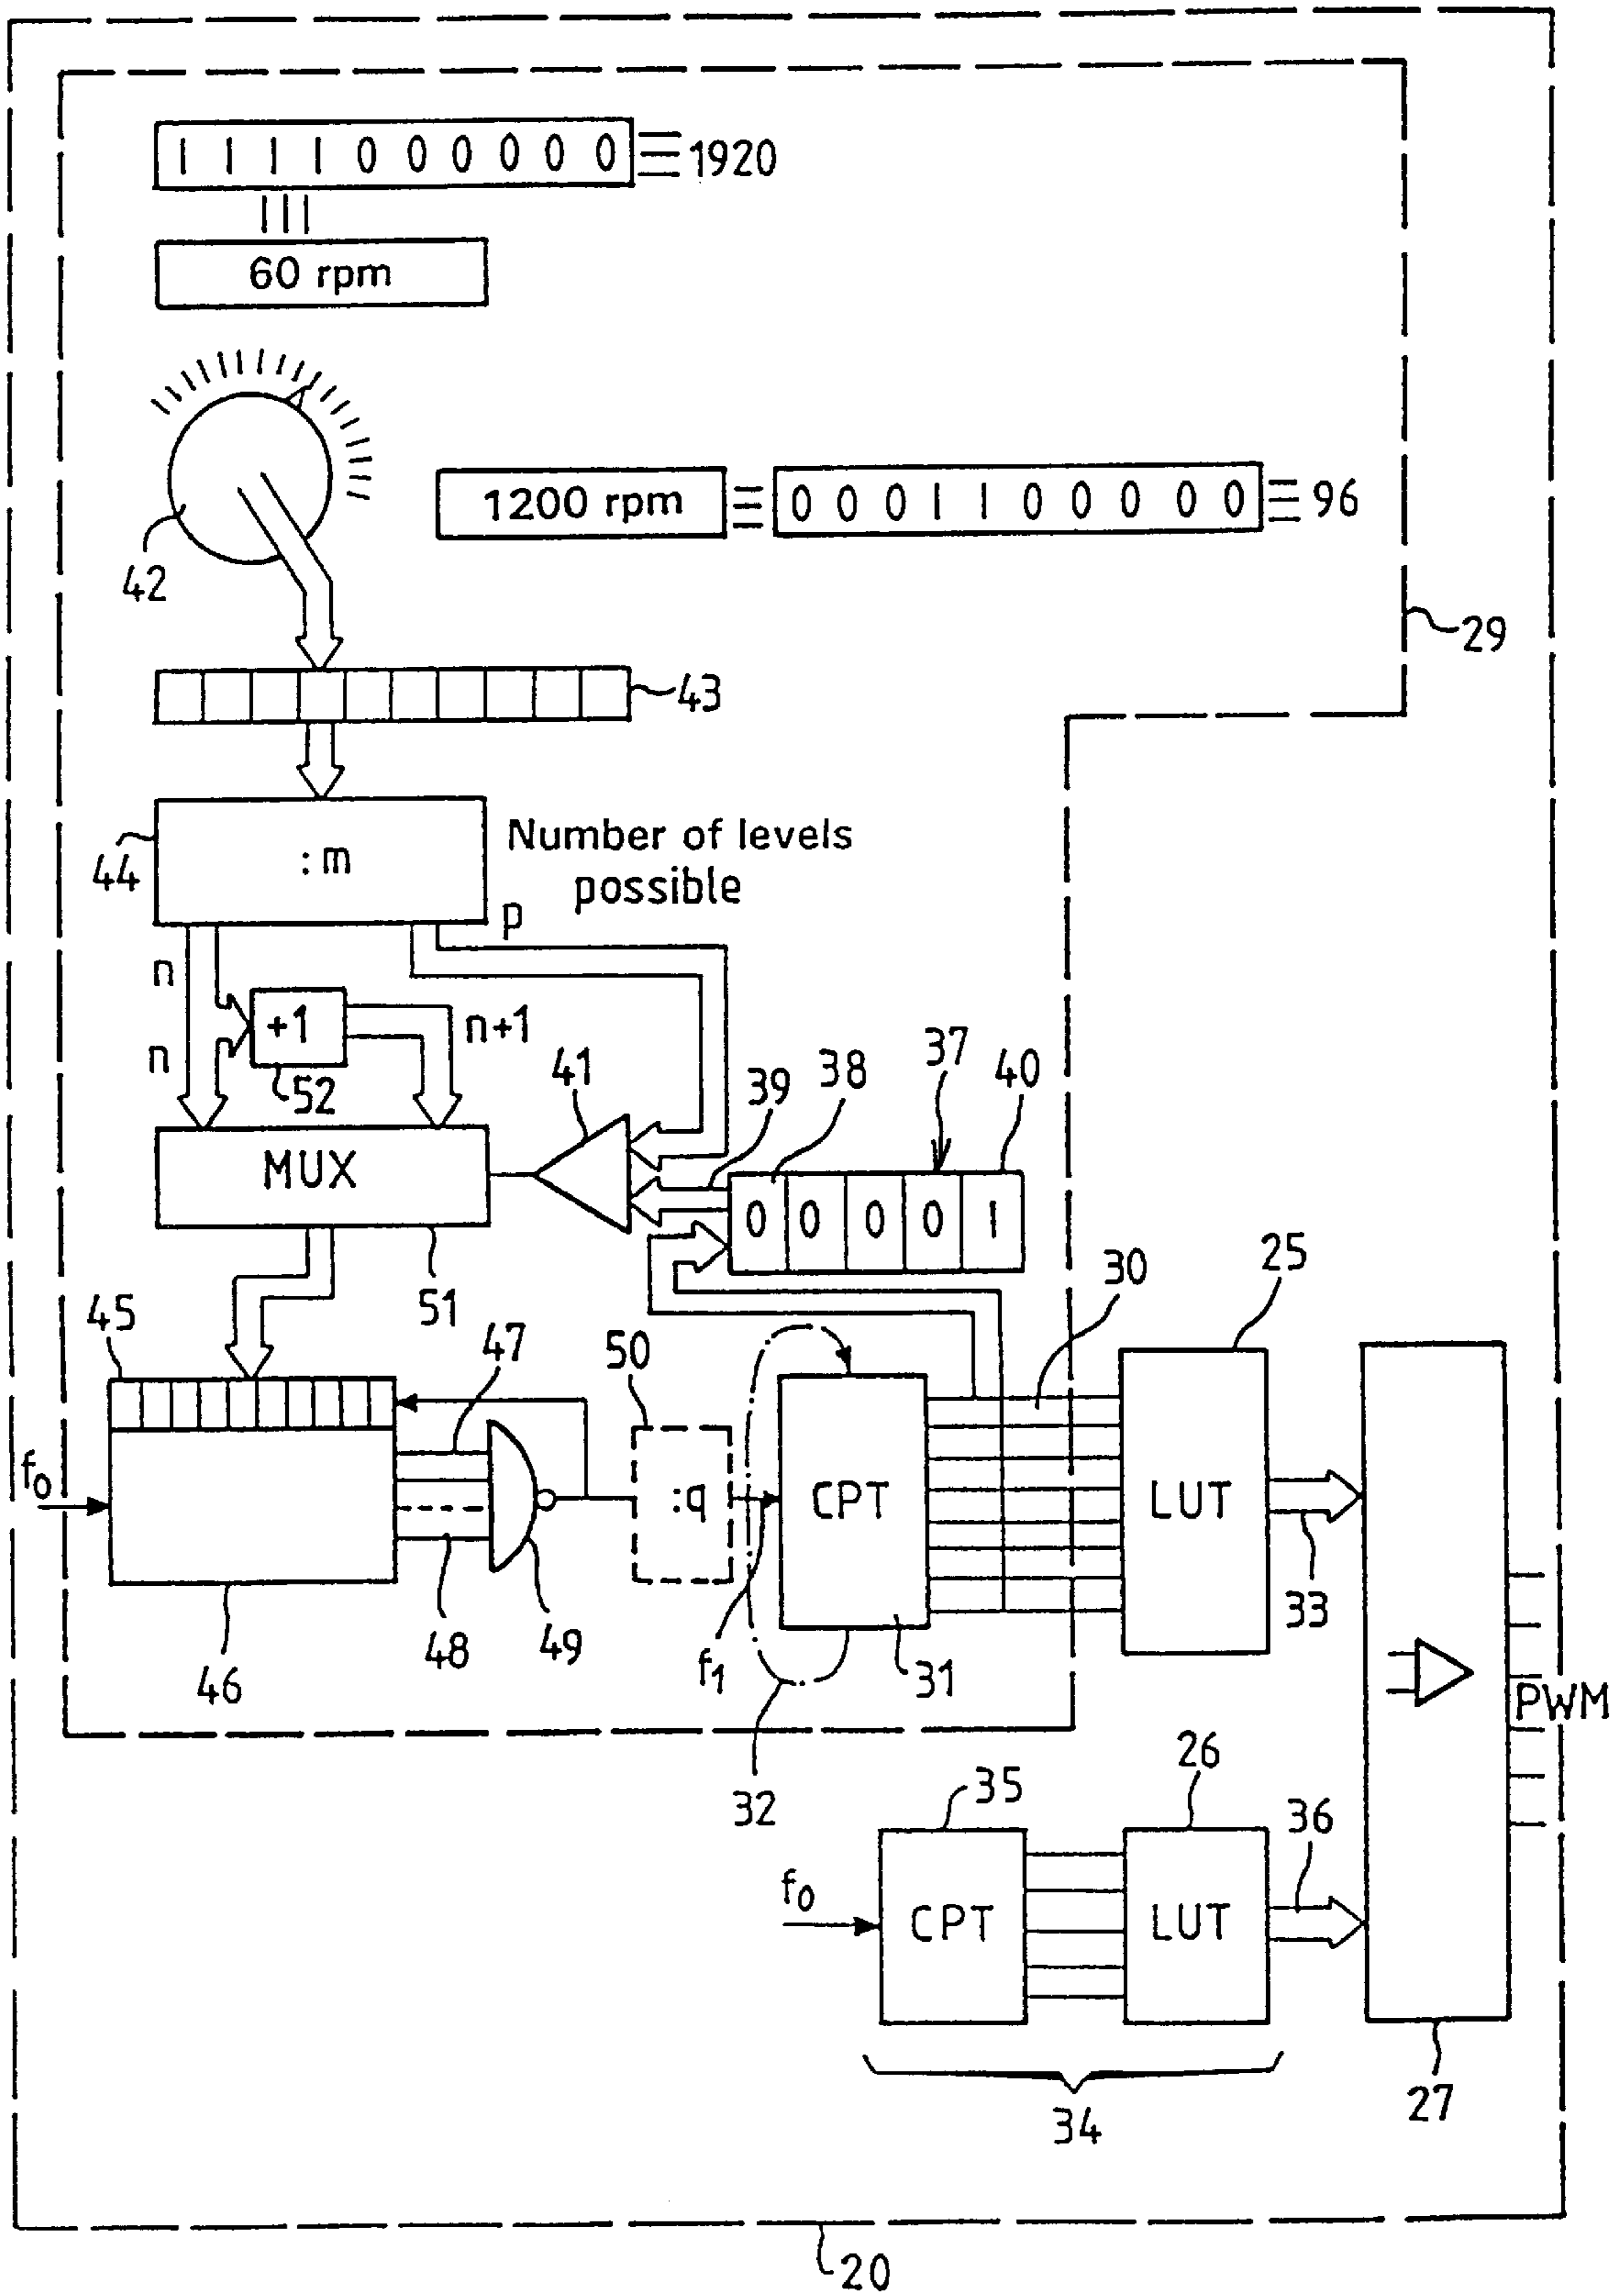 1 1 1 1 0 0 0 0 0 0 1920
60 rpm
1200 rpm 0 0 0 1 1 0 0 0 0 0 96
42
29
43
44
: m
Number of levels
possible
p
n
+1
n+1
n
52
41
39
38
37
40
MUX
0 0 0 0 1
51
30
25
45
47
50
f0
:q
CPT
LUT
33
48
49
46
f1
31
PWM
32
26
35
36
f0
CPT
LUT
34
27
20